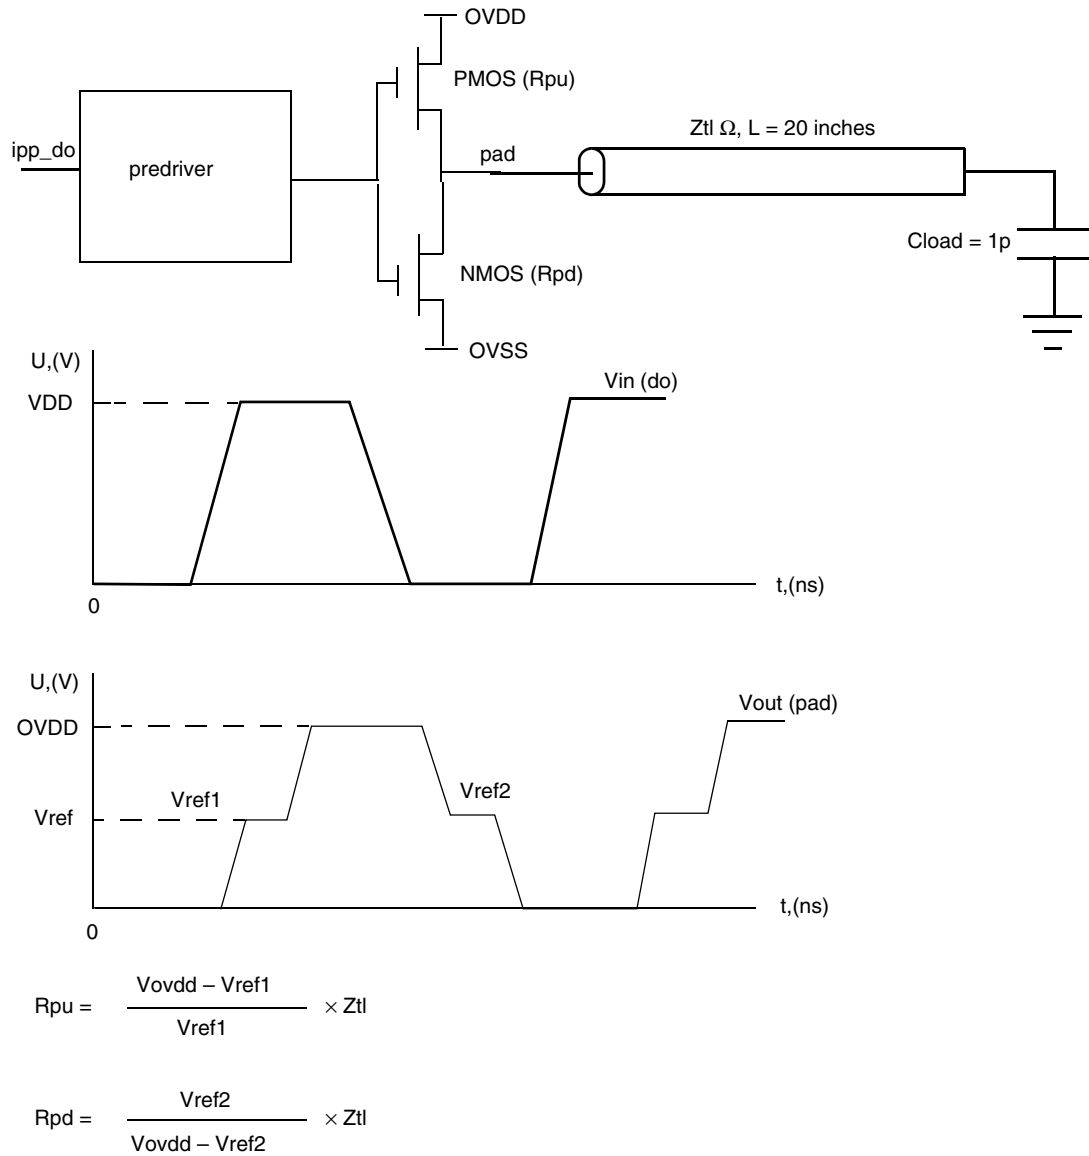 OVDD
PMOS (Rpu)
Ztl Ω, L = 20 inches
ipp_do
predriver
pad
Cload = 1p
NMOS (Rpd)
OVSS
U,(V)
Vin (do)
VDD
t,(ns)
0
U,(V)
Vout (pad)
OVDD
Vref1
Vref2
Vref
t,(ns)
0
Vovdd – Vref1
Rpu =
× Ztl
Vref1
Vref2
Rpd =
× Ztl
Vovdd – Vref2